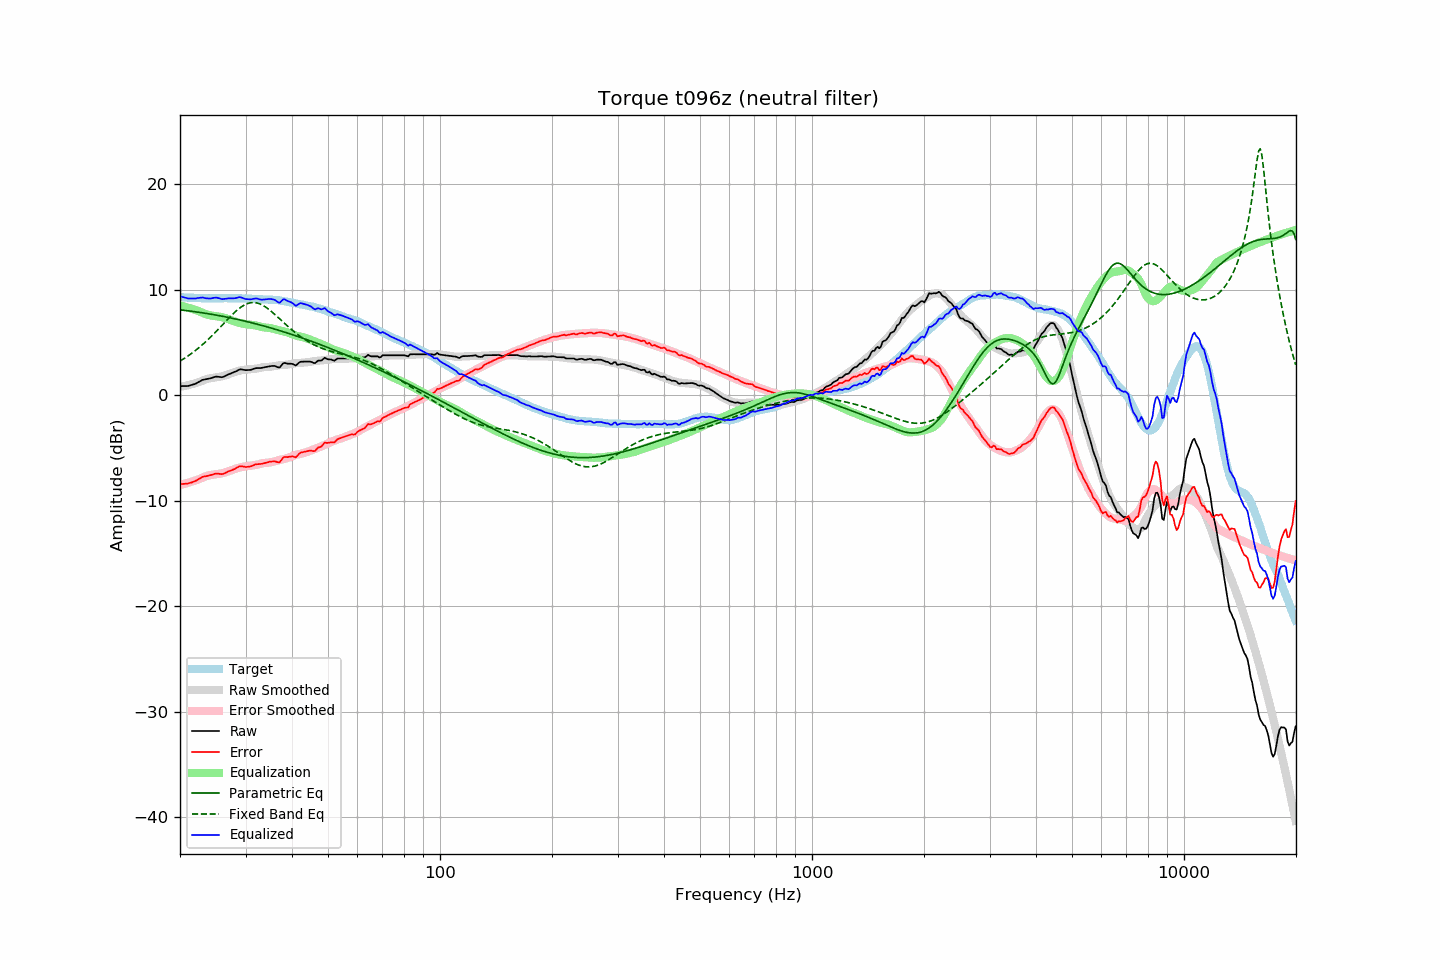 Torque t096z (neutral filter)
Amplitude (dBr)
20
10
0
−10
−20
−30
−40
Target
Raw Smoothed
Error Smoothed
Raw
Error
Equalization
Parametric Eq
Fixed Band Eq
Equalized
100
1000
10000
Frequency (Hz)